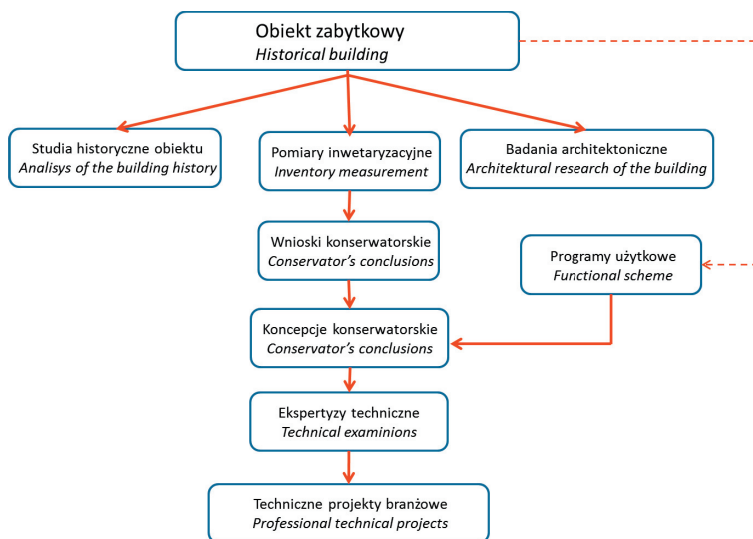 Obiekt zabytkowy
Historical building
Studia historyczne obiektu
Analisys of the building history
Pomiary inwetaryzacyjne
Inventory measurement
Badania architektoniczne
Architektural research of the building
Wnioski konserwatorskie
Conservator’s conclusions
Programy użytkowe
Functional scheme
Koncepcje konserwatorskie
Conservator’s conclusions
Ekspertyzy techniczne
Technical examinions
Techniczne projekty branżowe
Professional technical projects